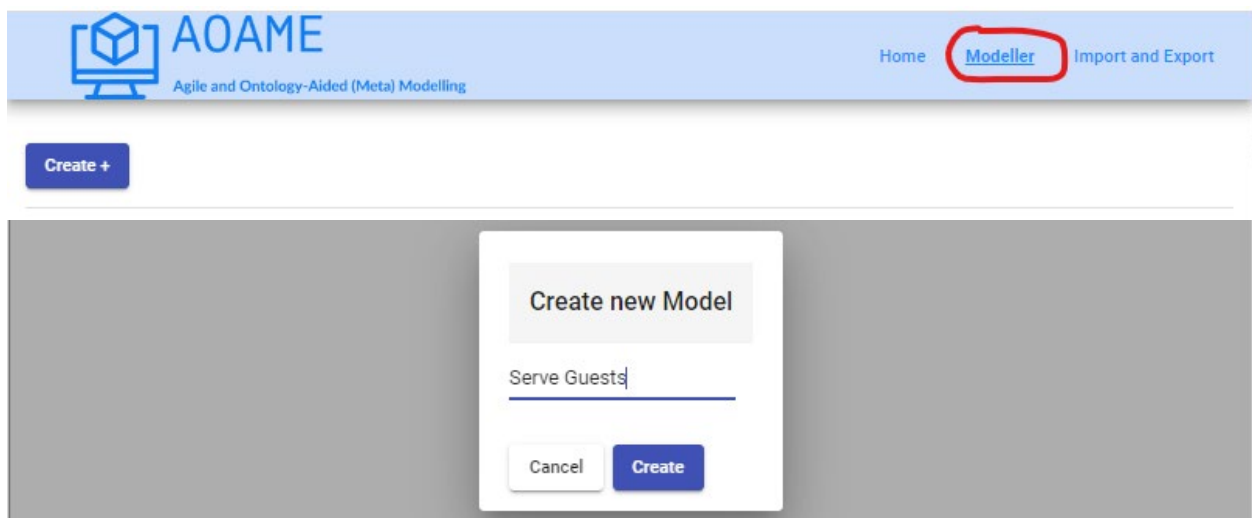 AOAME
Agile and Ontology-Aided (Meta) Modelling
Home Modeller Import and Export
Create +
Create new Model
Serve Guests
Cancel Create